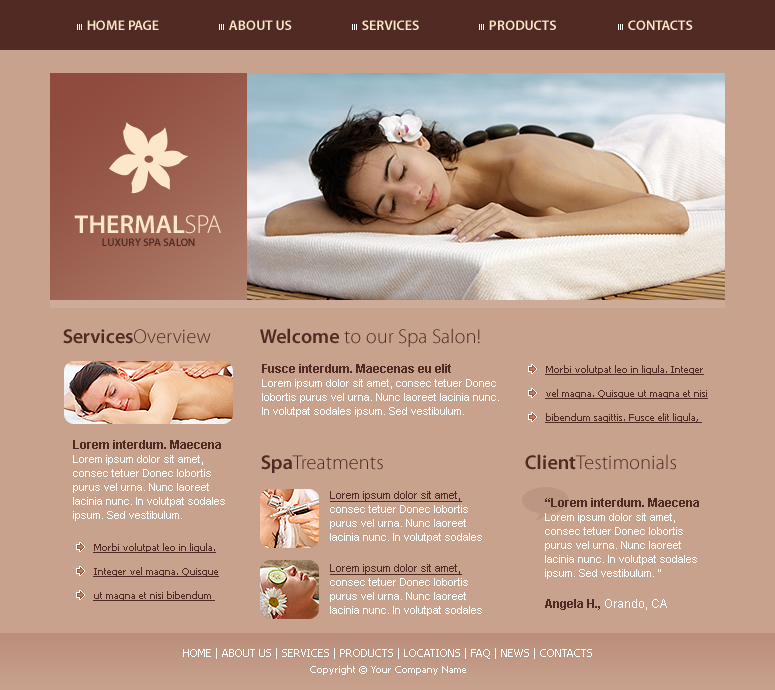 HOME PAGE ABOUT US SERVICES PRODUCTS CONTACTS
THERMALSPA
LUXURY SPA SALON
ServicesOverview
Lorem interdum. Maecena
Lorem ipsum dolor sit amet,
consec tetuer Donec lobortis
purus vel urna. Nunc laoreet
lacinia nunc. In volutpat sodales
ipsum. Sed vestibulum.
Morbi volutpat leo in ligula.
Integer vel magna. Quisque
ut magna et nisi bibendum
Welcome to our Spa Salon!
Fusce interdum. Maecenas eu elit
Lorem ipsum dolor sit amet, consec tetuer Donec
lobortis purus vel urna. Nunc laoreet lacinia nunc.
In volutpat sodales ipsum. Sed vestibulum.
Morbi volutpat leo in ligula. Integer
vel magna. Quisque ut magna et nisi
bibendum sagittis. Fusce elit ligula,
SpaTreatments
Lorem ipsum dolor sit amet,
consec tetuer Donec lobortis
purus vel urna. Nunc laoreet
lacinia nunc. In volutpat sodales
Lorem ipsum dolor sit amet,
consec tetuer Donec lobortis
purus vel urna. Nunc laoreet
lacinia nunc. In volutpat sodales
ClientTestimonials
“Lorem interdum. Maecena
Lorem ipsum dolor sit amet,
consec tetuer Donec lobortis
purus vel urna. Nunc laoreet
lacinia nunc. In volutpat sodales
ipsum. Sed vestibulum. ”
Angela H., Orando, CA
HOME | ABOUT US | SERVICES | PRODUCTS | LOCATIONS | FAQ | NEWS | CONTACTS
Copyright © Your Company Name